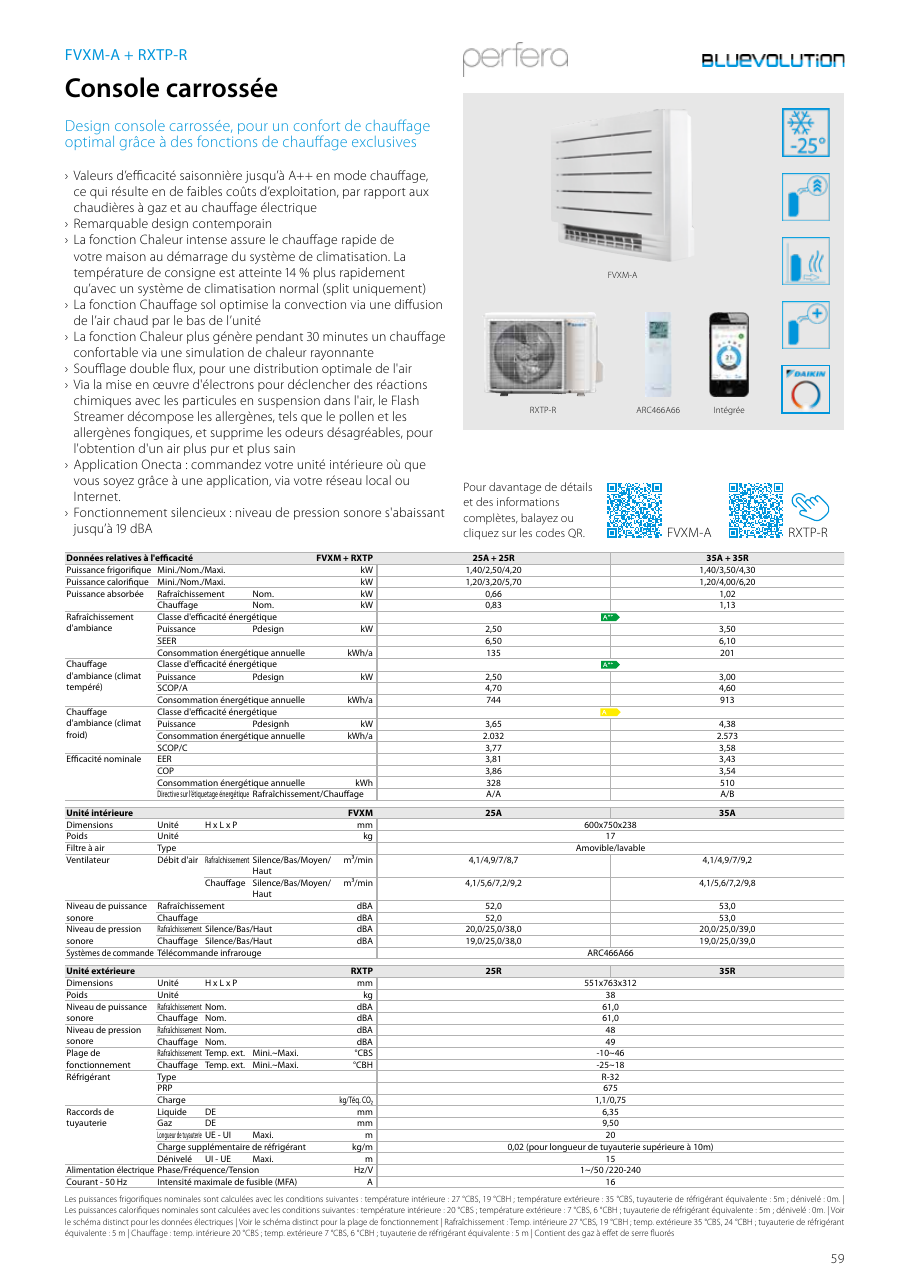 FVXM-A + RXTP-R
perfera
BLUEVOLUTION
Console carrossée
Design console carrossée, pour un confort de chauffage
optimal grâce à des fonctions de chauffage exclusives
› Valeurs d'efficacité saisonnière jusqu'à A++ en mode chauffage,
ce qui résulte en de faibles coûts d'exploitation, par rapport aux
chaudières à gaz et au chauffage électrique
› Remarquable design contemporain
› La fonction Chaleur intense assure le chauffage rapide de
votre maison au démarrage du système de climatisation. La
température de consigne est atteinte 14 % plus rapidement
qu'avec un système de climatisation normal (split uniquement)
› La fonction Chauffage sol optimise la convection via une diffusion
de l'air chaud par le bas de l'unité
› La fonction Chaleur plus génère pendant 30 minutes un chauffage
confortable via une simulation de chaleur rayonnante
› Soufflage double flux, pour une distribution optimale de l'air
› Via la mise en œuvre d'électrons pour déclencher des réactions
chimiques avec les particules en suspension dans l'air, le Flash
Streamer décompose les allergènes, tels que le pollen et les
allergènes fongiques, et supprime les odeurs désagréables, pour
l'obtention d'un air plus pur et plus sain
› Application Onecta : commandez votre unité intérieure où que
vous soyez grâce à une application, via votre réseau local ou
Internet.
› Fonctionnement silencieux : niveau de pression sonore s'abaissant
jusqu'à 19 dBA
-25°
FVXM-A
RXTP-R
ARC466A66
Intégrée
DAIKIN
Pour davantage de détails
et des informations
complètes, balayez ou
cliquez sur les codes QR.
FVXM-A
RXTP-R
Données relatives à l'efficacité FVXM + RXTP 25A + 25R 35A + 35R
Puissance frigorifique Mini./Nom./Maxi. kW 1,40/2,50/4,20 1,40/3,50/4,30
Puissance calorifique Mini./Nom./Maxi. kW 1,20/3,20/5,70 1,20/4,00/6,20
Puissance absorbée Rafraîchissement Nom. kW 0,66 1,02
Chauffage Nom. kW 0,83 1,13
Rafraîchissement d'ambiance Classe d'efficacité énergétique A++
Puissance Pdesign kW 2,50 3,50
SEER 6,50 6,10
Consommation énergétique annuelle kWh/a 135 201
Chauffage d'ambiance (climat tempéré) Classe d'efficacité énergétique A++
Puissance Pdesign kW 2,50 3,00
SCOP/A 4,70 4,60
Consommation énergétique annuelle kWh/a 744 913
Chauffage d'ambiance (climat froid) Classe d'efficacité énergétique
Puissance Pdesignh kW 3,65 4,38
Consommation énergétique annuelle kWh/a 2.032 2.573
SCOP/C 3,77 3,58
Efficacité nominale EER 3,81 3,43
COP 3,86 3,54
Consommation énergétique annuelle kWh 328 510
Directive sur l'étiquetage énergétique Rafraîchissement/Chauffage A/A A/B
Unité intérieure FVXM 25A 35A
Dimensions Unité H x L x P mm 600x750x238
Poids Unité kg 17
Filtre à air Type Amovible/lavable
Ventilateur Débit d'air Rafraîchissement Silence/Bas/Moyen/Haut m³/min 4,1/4,9/7/8,7 4,1/4,9/7/9,2
Chauffage Silence/Bas/Moyen/Haut m³/min 4,1/5,6/7,2/9,2 4,1/5,6/7,2/9,8
Niveau de puissance sonore Rafraîchissement dBA 52,0 53,0
Chauffage dBA 52,0 53,0
Niveau de pression sonore Rafraîchissement Silence/Bas/Haut dBA 20,0/25,0/38,0 20,0/25,0/39,0
Chauffage Silence/Bas/Haut dBA 19,0/25,0/38,0 19,0/25,0/39,0
Systèmes de commande Télécommande infrarouge ARC466A66
Unité extérieure RXTP 25R 35R
Dimensions Unité H x L x P mm 551x763x312
Poids Unité kg 38
Niveau de puissance sonore Rafraîchissement Nom. dBA 61,0
Chauffage Nom. dBA 61,0
Niveau de pression sonore Rafraîchissement Nom. dBA 48
Chauffage Nom. dBA 49
Plage de fonctionnement Rafraîchissement Temp. ext. Mini.~Maxi. °CBS -10~46
Chauffage Temp. ext. Mini.~Maxi. °CBH -25~18
Réfrigérant Type R-32
PRP 675
Charge kg/Téq. CO₂ 1,1/0,75
Raccords de tuyauterie Liquide DE mm 6,35
Gaz DE mm 9,50
Longueur de tuyauterie UE - UI Maxi. m 20
Charge supplémentaire de réfrigérant kg/m 0,02 (pour longueur de tuyauterie supérieure à 10m)
Dénivelé UI - UE Maxi. m 15
Alimentation électrique Phase/Fréquence/Tension Hz/V 1~/50 /220-240
Courant - 50 Hz Intensité maximale de fusible (MFA) A 16
Les puissances frigorifiques nominales sont calculées avec les conditions suivantes : température intérieure : 27 °CBS, 19 °CBH ; température extérieure : 35 °CBS, tuyauterie de réfrigérant équivalente : 5m ; dénivelé : 0m. |
Les puissances calorifiques nominales sont calculées avec les conditions suivantes : température intérieure : 20 °CBS ; température extérieure : 7 °CBS, 6 °CBH ; tuyauterie de réfrigérant équivalente : 5m ; dénivelé : 0m. | Voir
le schéma distinct pour les données électriques | Voir le schéma distinct pour la plage de fonctionnement | Rafraîchissement : Temp. intérieure 27 °CBS, 19 °CBH ; temp. extérieure 35 °CBS, 24 °CBH ; tuyauterie de réfrigérant
équivalente : 5 m | Chauffage : temp. intérieure 20 °CBS ; temp. extérieure 7 °CBS, 6 °CBH ; tuyauterie de réfrigérant équivalente : 5 m | Contient des gaz à effet de serre fluorés
59